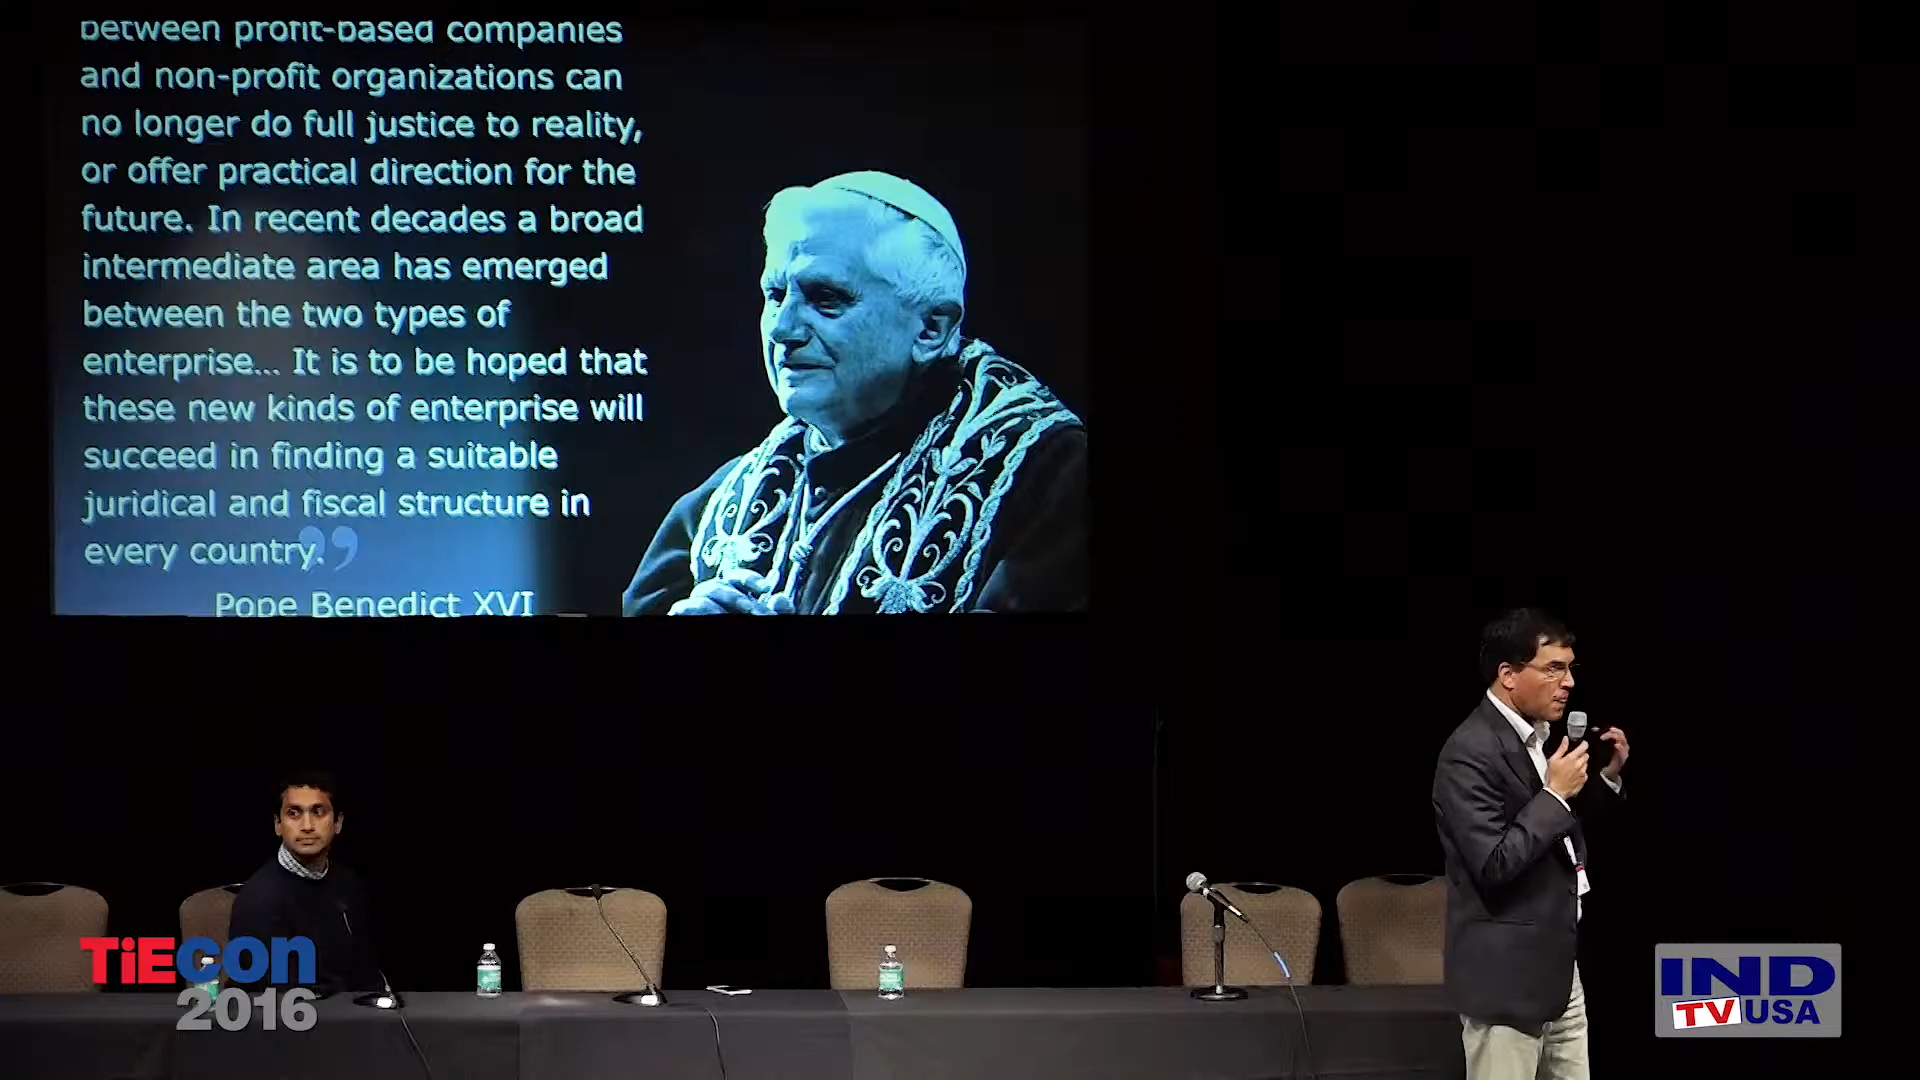 between profit-based companies
and non-profit organizations can
no longer do full justice to reality,
or offer practical direction for the
future. In recent decades a broad
intermediate area has emerged
between the two types of
enterprise... It is to be hoped that
these new kinds of enterprise will
succeed in finding a suitable
juridical and fiscal structure in
every country.”
Pope Benedict XVI
TiEcon
2016
IND
TV USA